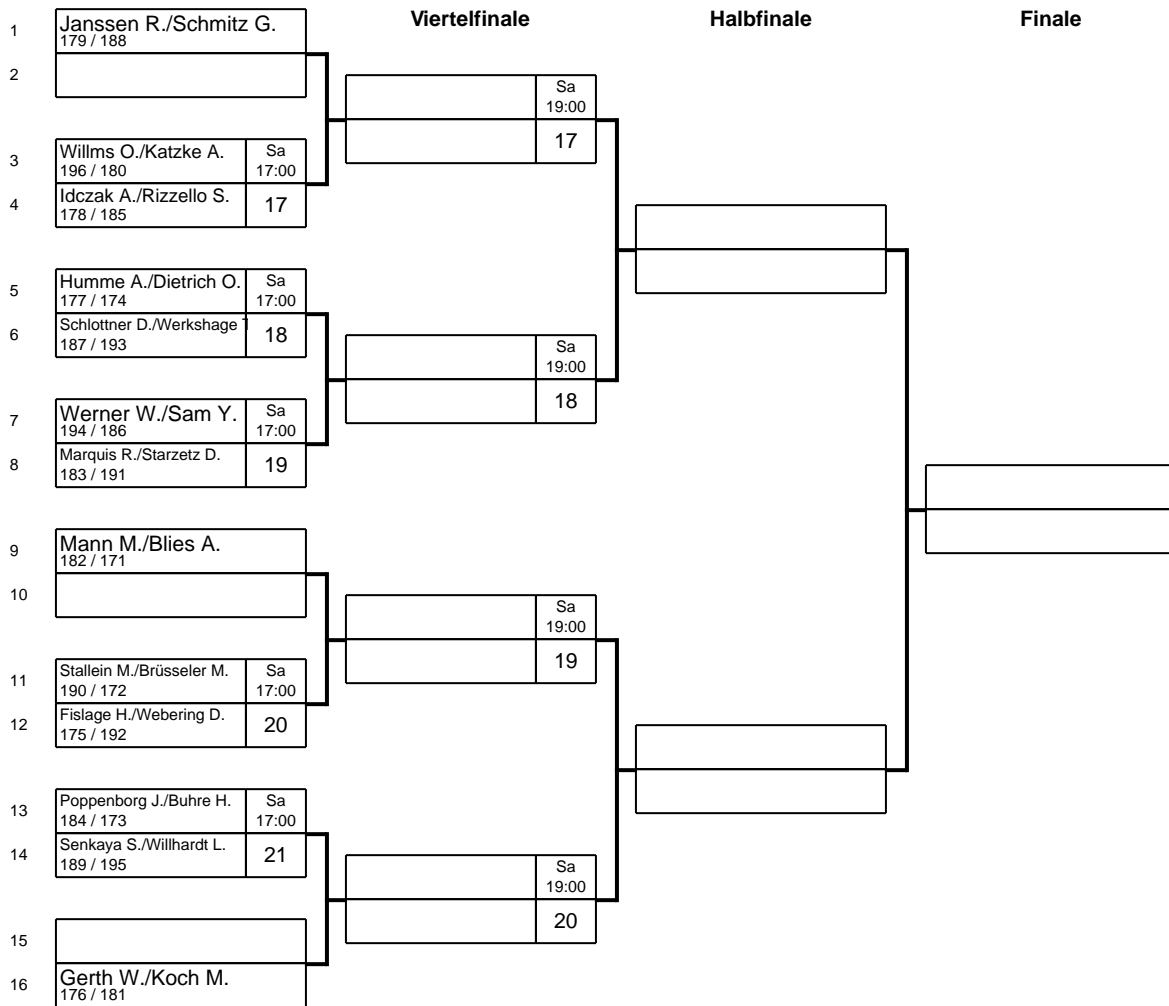 Viertelfinale
Halbfinale
Finale
1
Janssen R./Schmitz G.
179 / 188
2
3
Willms O./Katzke A.
196 / 180
Sa
17:00
4
Idczak A./Rizzello S.
178 / 185
17
5
Humme A./Dietrich O.
177 / 174
Sa
17:00
6
Schlottner D./Werkshage
187 / 193
18
7
Werner W./Sam Y.
194 / 186
Sa
17:00
8
Marquis R./Starzetz D.
183 / 191
19
9
Mann M./Blies A.
182 / 171
10
11
Stallein M./Brüsseler M.
190 / 172
Sa
17:00
12
Fislage H./Webering D.
175 / 192
20
13
Poppenborg J./Buhre H.
184 / 173
Sa
17:00
14
Senkaya S./Willhardt L.
189 / 195
21
15
16
Gerth W./Koch M.
176 / 181
Sa
19:00
17
Sa
19:00
18
Sa
19:00
19
Sa
19:00
20